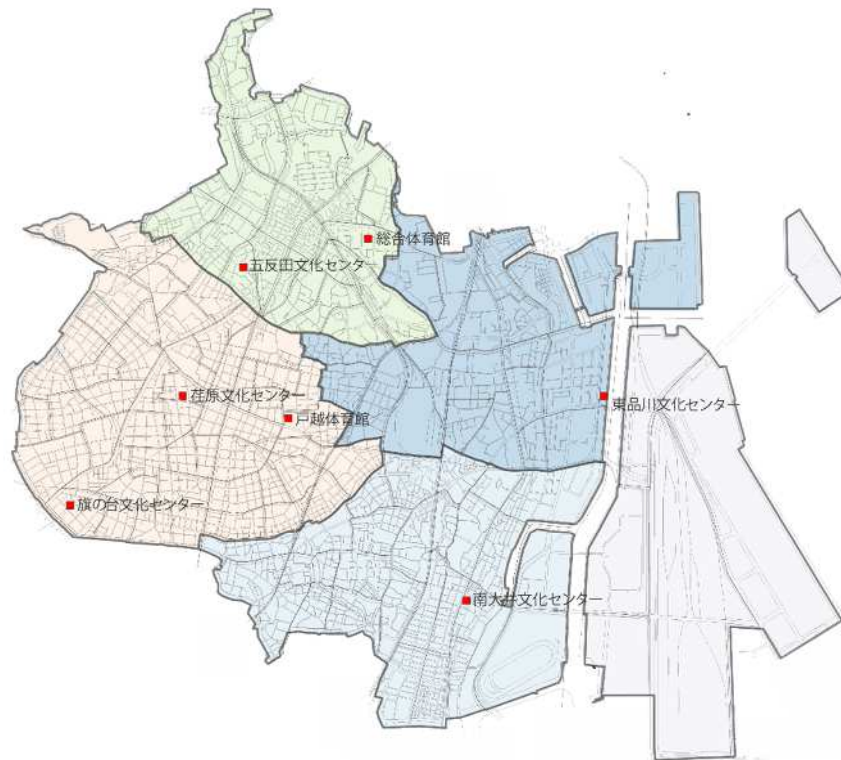 総合体育館
五反田文化センター
荏原文化センター
東品川文化センター
戸越体育館
旗の台文化センター
南大井文化センター